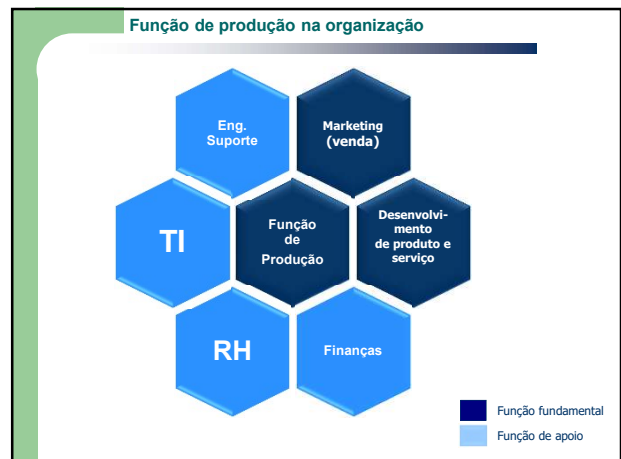 Função de produção na organização
Eng.
Suporte
Marketing
(venda)
TI
Função
de
Produção
Desenvolvi-
mento
de produto e
serviço
RH
Finanças
Função fundamental
Função de apoio